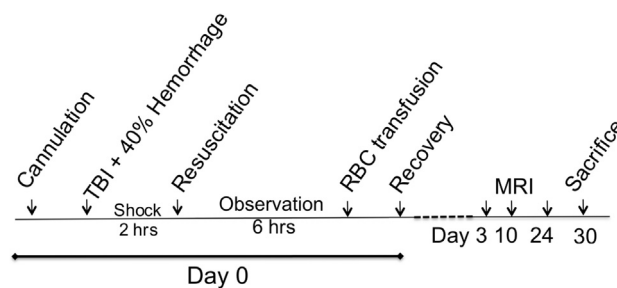 Cannulation
TBI + 40% Hemorrhage
Resuscitation
RBC transfusion
Recovery
MRI
Sacrifice
Shock
2 hrs
Observation
6 hrs
Day 3 10 24 30
Day 0